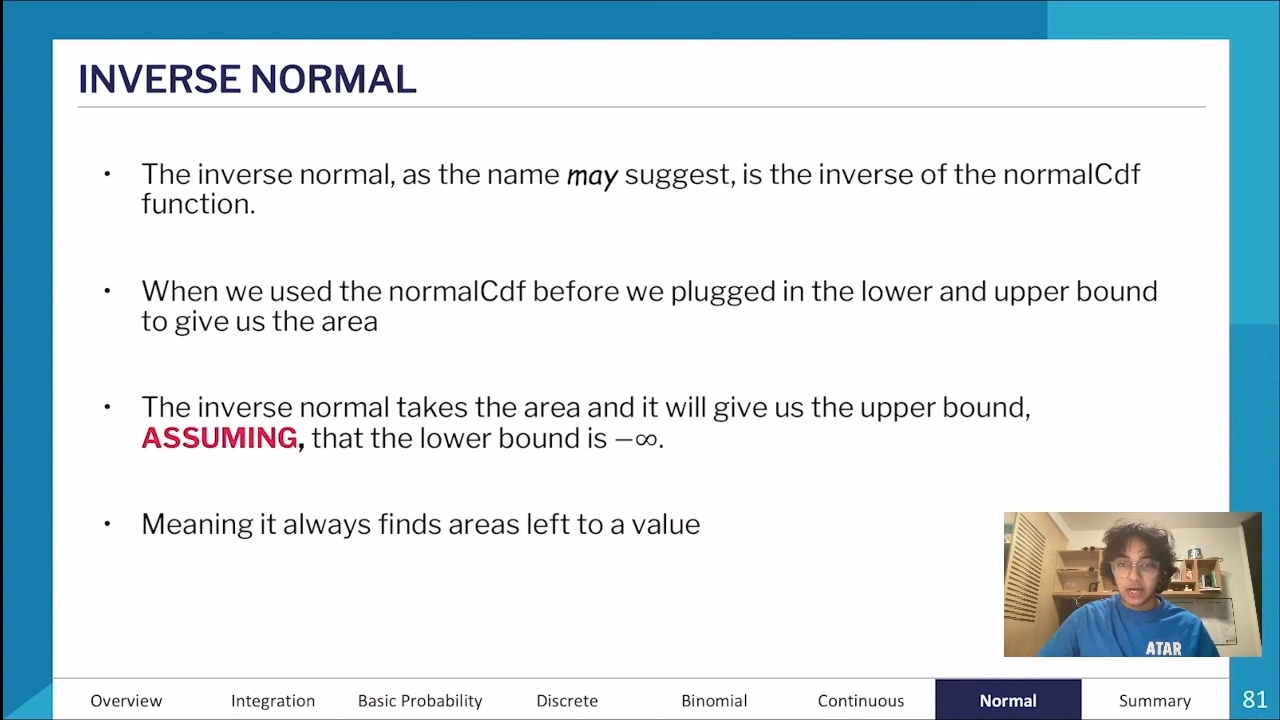 INVERSE NORMAL
• The inverse normal, as the name may suggest, is the inverse of the normalCdf
function.
• When we used the normalCdf before we plugged in the lower and upper bound
to give us the area
• The inverse normal takes the area and it will give us the upper bound,
ASSUMING, that the lower bound is −∞.
• Meaning it always finds areas left to a value
ATAR
Overview Integration Basic Probability Discrete Binomial Continuous Normal Summary 81